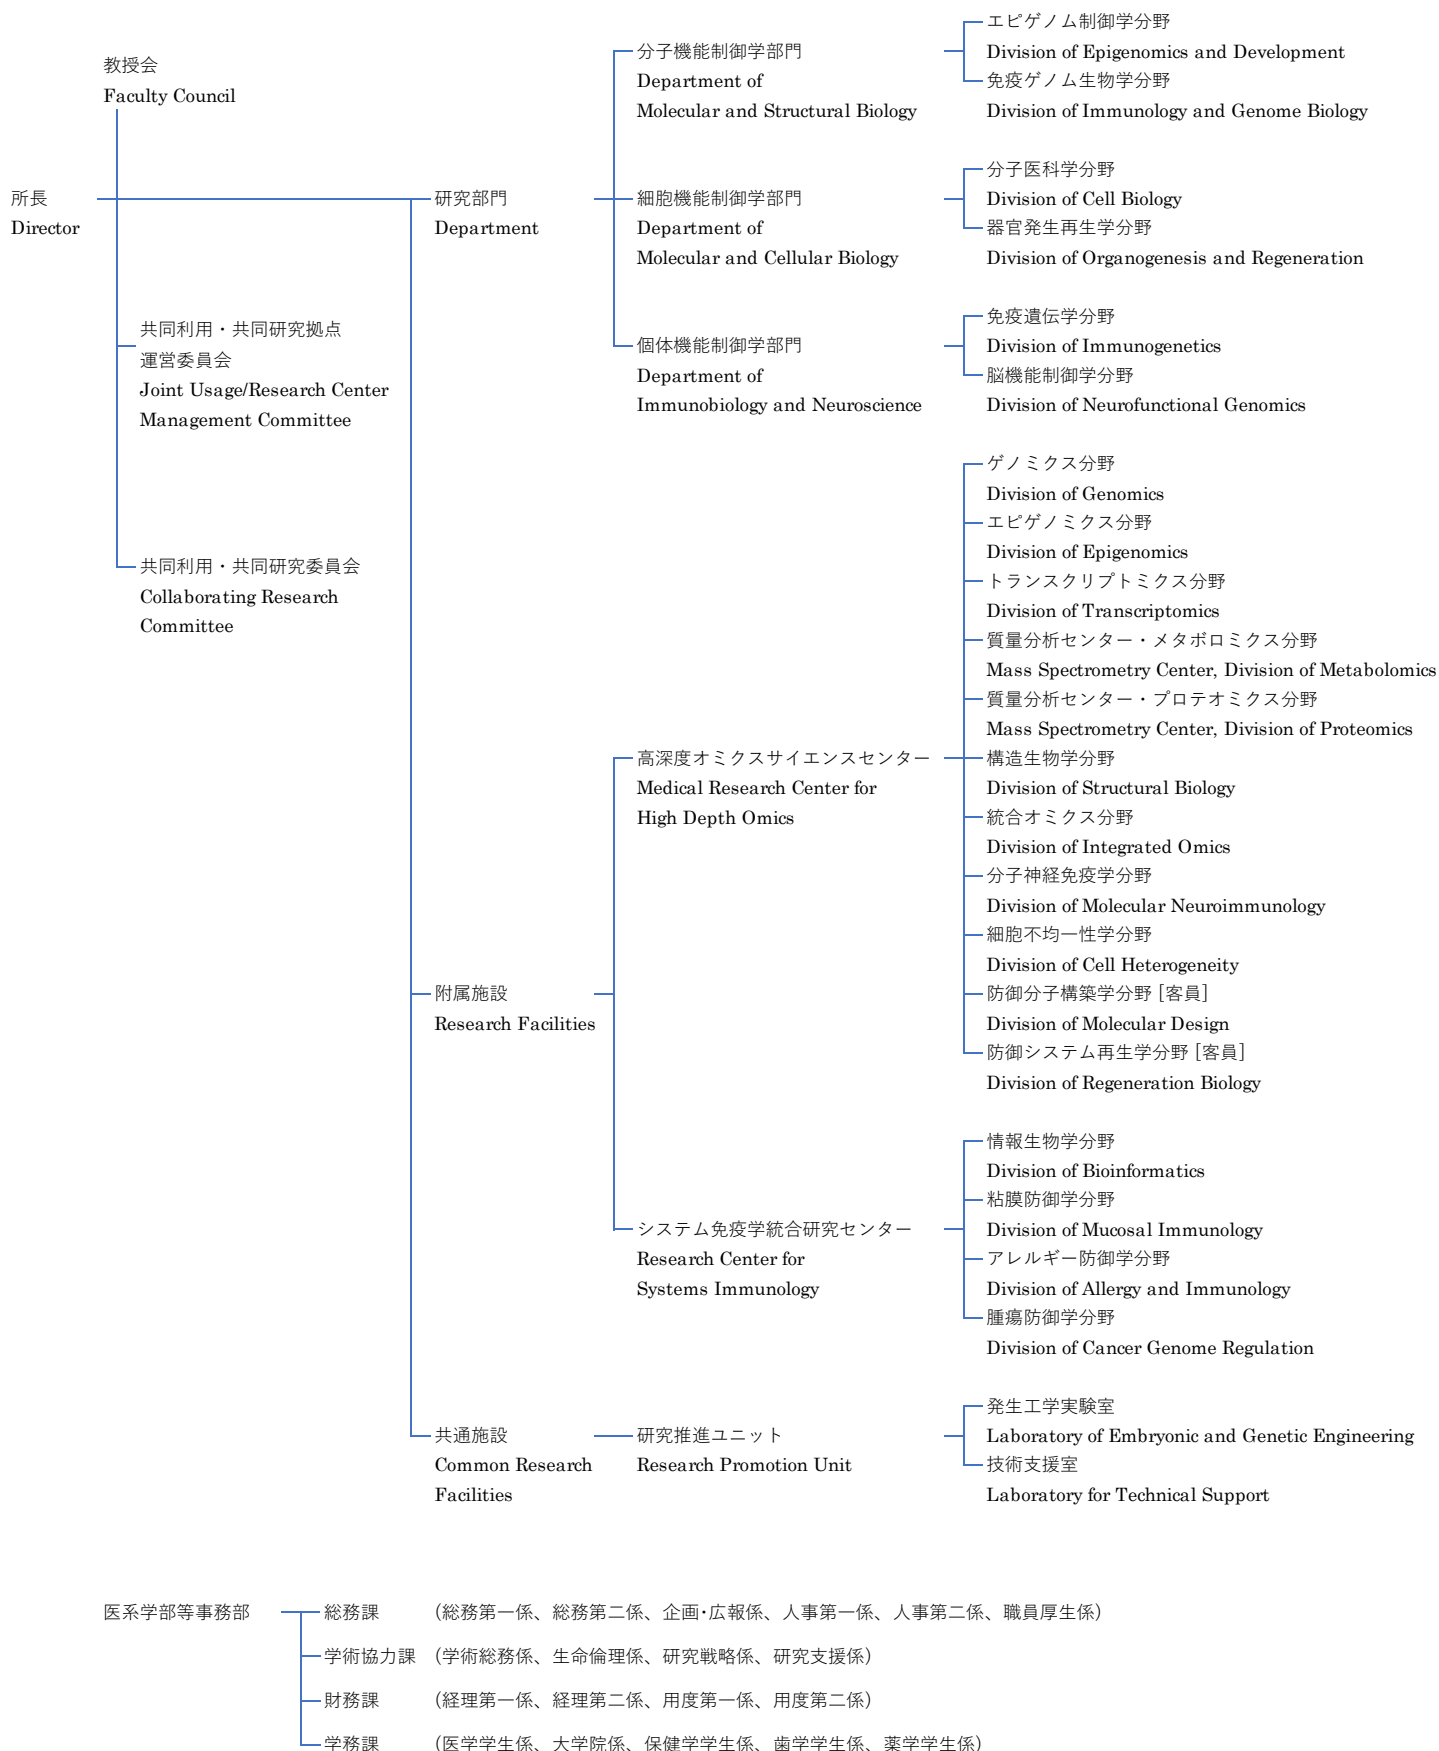 教授会
Faculty Council
所長
Director
共同利用・共同研究拠点
運営委員会
Joint Usage/Research Center
Management Committee
共同利用・共同研究委員会
Collaborating Research
Committee
研究部門
Department
分子機能制御学部門
Department of
Molecular and Structural Biology
エピゲノム制御学分野
Division of Epigenomics and Development
免疫ゲノム生物学分野
Division of Immunology and Genome Biology
細胞機能制御学部門
Department of
Molecular and Cellular Biology
分子医科学分野
Division of Cell Biology
器官発生再生学分野
Division of Organogenesis and Regeneration
個体機能制御学部門
Department of
Immunobiology and Neuroscience
免疫遺伝学分野
Division of Immunogenetics
脳機能制御学分野
Division of Neurofunctional Genomics
附属施設
Research Facilities
高深度オミクスサイエンスセンター
Medical Research Center for
High Depth Omics
ゲノミクス分野
Division of Genomics
エピゲノミクス分野
Division of Epigenomics
トランスクリプトミクス分野
Division of Transcriptomics
質量分析センター・メタボロミクス分野
Mass Spectrometry Center, Division of Metabolomics
質量分析センター・プロテオミクス分野
Mass Spectrometry Center, Division of Proteomics
構造生物学分野
Division of Structural Biology
統合オミクス分野
Division of Integrated Omics
分子神経免疫学分野
Division of Molecular Neuroimmunology
細胞不均一性学分野
Division of Cell Heterogeneity
防御分子構築学分野 [客員]
Division of Molecular Design
防御システム再生学分野 [客員]
Division of Regeneration Biology
システム免疫学統合研究センター
Research Center for
Systems Immunology
情報生物学分野
Division of Bioinformatics
粘膜防御学分野
Division of Mucosal Immunology
アレルギー防御学分野
Division of Allergy and Immunology
腫瘍防御学分野
Division of Cancer Genome Regulation
共通施設
Common Research
Facilities
研究推進ユニット
Research Promotion Unit
発生工学実験室
Laboratory of Embryonic and Genetic Engineering
技術支援室
Laboratory for Technical Support
医系学部等事務部
総務課 (総務第一係、総務第二係、企画・広報係、人事第一係、人事第二係、職員厚生係)
学術協力課 (学術総務係、生命倫理係、研究戦略係、研究支援係)
財務課 (経理第一係、経理第二係、用度第一係、用度第二係)
学務課 (医学学生係、大学院係、保健学学生係、歯学学生係、薬学学生係)